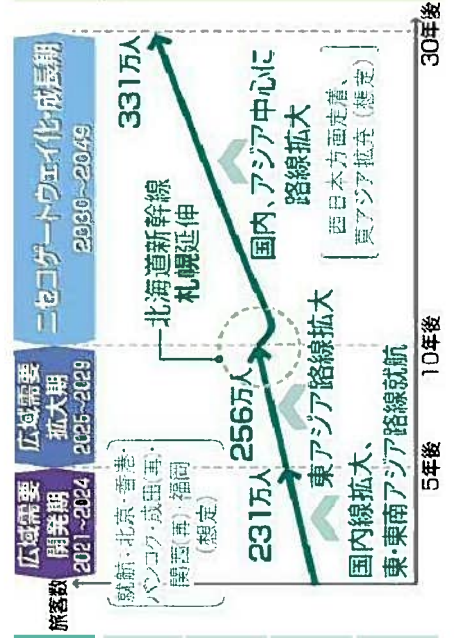 旅客数
広域需要
開発期
2021~2024
広域需要
拡大期
2025~2029
ニセコゲートウェイ化・成長期
2030~2049
就航・北京・香港・
バンコク・成田(再)・
関西(再)・福岡
(想定)
231万人
256万人
331万人
北海道新幹線
札幌延伸
国内線拡大、
東・東南アジア路線就航
東アジア路線拡大
国内、アジア中心に
路線拡大
西日本方面定着、
東アジア拡充(想定)
5年後
10年後
30年後